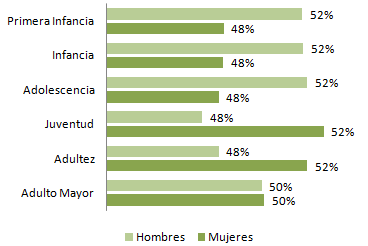 Primera Infancia
52%
48%
Infancia
52%
48%
Adolescencia
52%
48%
Juventud
48%
52%
Adultez
48%
52%
Adulto Mayor
50%
50%
Hombres
Mujeres